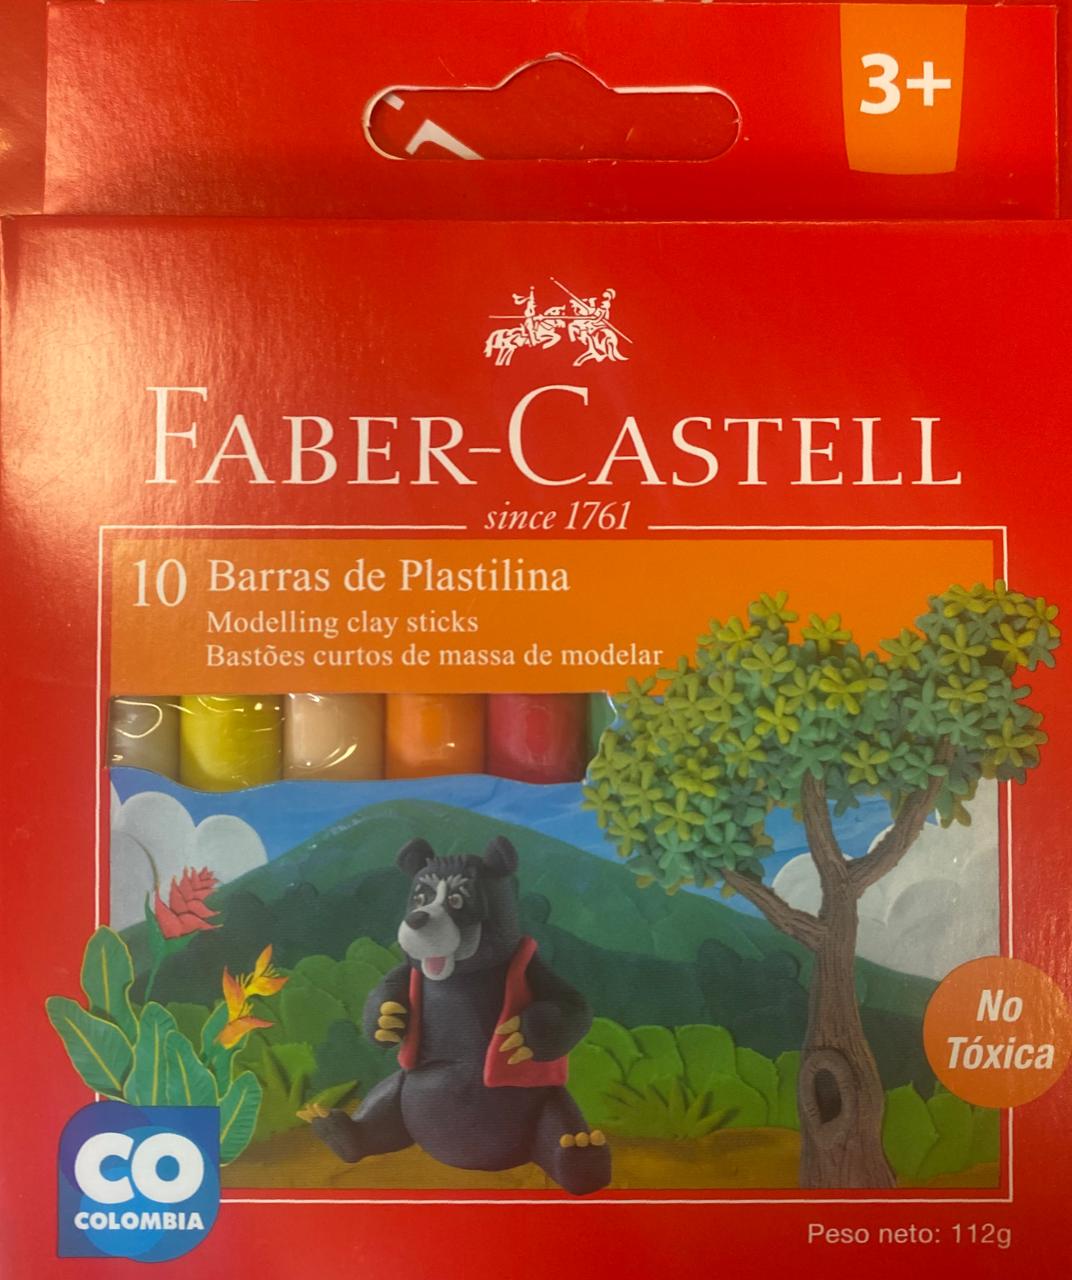 3+
FABER-CASTELL
since 1761
10 Barras de Plastilina
Modelling clay sticks
Bastões curtos de massa de modelar
No
Tóxica
CO
COLOMBIA
Peso neto: 112g